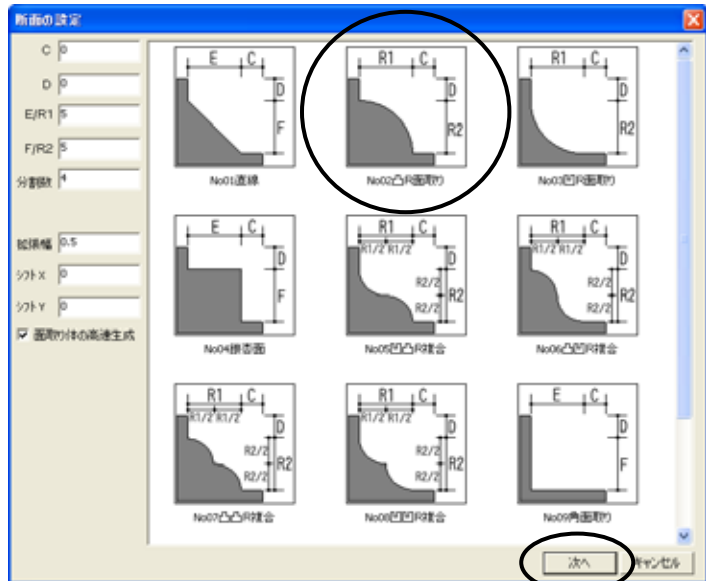 断面の設定
C 0
D 0
E/R1 5
F/R2 5
分割数 4
拡張幅 0.5
シフトX 0
シフトY 0
面取り体の高速生成
E C
D
F
No01直線
R1 C
D
R2
No02凸R面取り
R1 C
D
R2
No03凹R面取り
E C
D
F
No04銀杏面
R1 C
R1/2 R1/2
D
R2/2
R2
R2/2
No05凹凸R複合
R1 C
R1/2 R1/2
D
R2/2
R2
R2/2
No06凸凹R複合
R1 C
R1/2 R1/2
D
R2/2
R2
R2/2
No07凸凸R複合
R1 C
R1/2 R1/2
D
R2/2
R2
R2/2
No08凹凹R複合
E C
D
F
No09角面取り
次へ
キャンセル